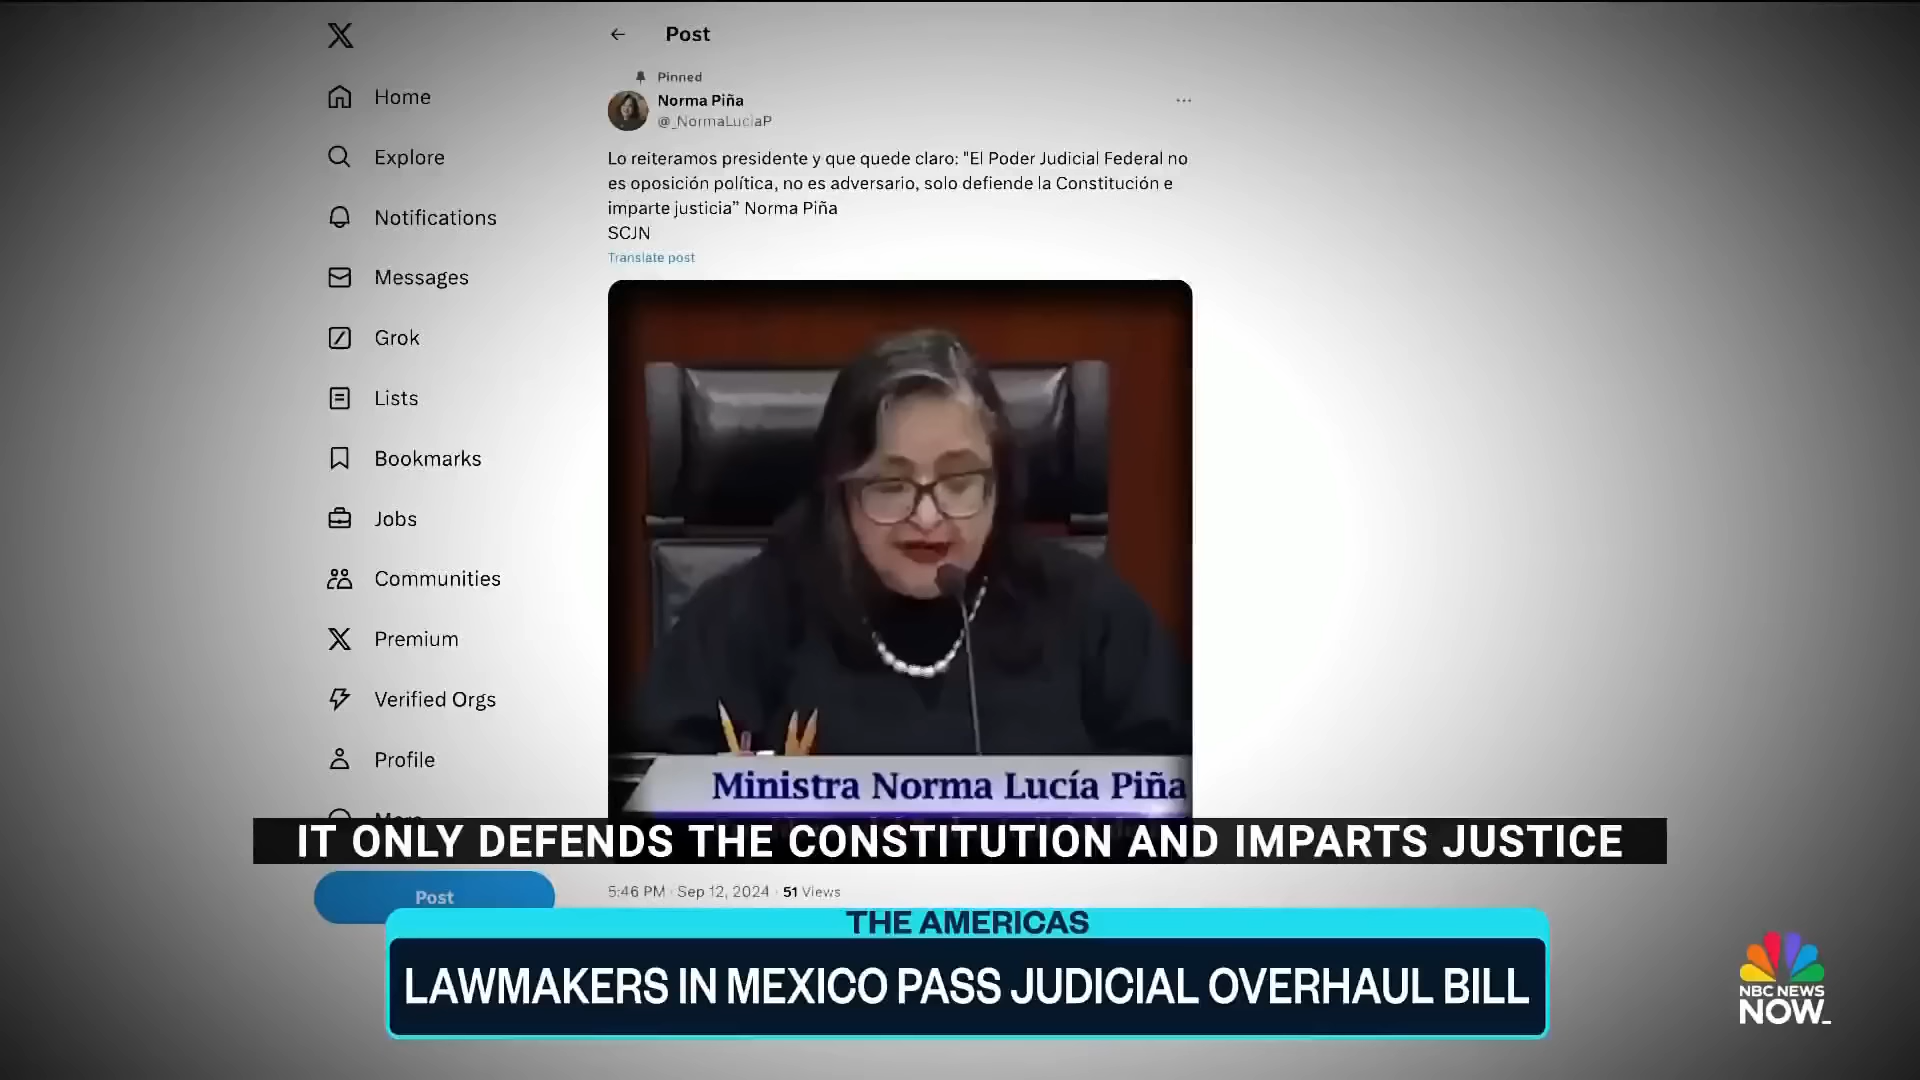 Post
Pinned
Norma Piña
@_NormaLuciaP
Lo reiteramos presidente y que quede claro: "El Poder Judicial Federal no
es oposición política, no es adversario, solo defiende la Constitución e
imparte justicia” Norma Piña
SCJN
Translate post
Home
Explore
Notifications
Messages
Grok
Lists
Bookmarks
Jobs
Communities
Premium
Verified Orgs
Profile
More
Post
Ministra Norma Lucía Piña
IT ONLY DEFENDS THE CONSTITUTION AND IMPARTS JUSTICE
5:46 PM · Sep 12, 2024 · 51 Views
THE AMERICAS
LAWMAKERS IN MEXICO PASS JUDICIAL OVERHAUL BILL
NBC NEWS
NOW_